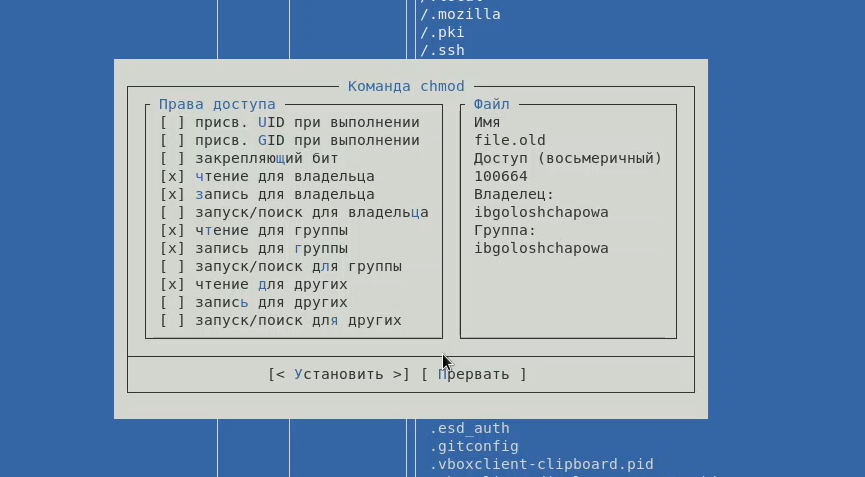 /.mozilla
/.pki
/.ssh
Команда chmod
Права доступа
[ ] присв. UID при выполнении
[ ] присв. GID при выполнении
[ ] закрепляющий бит
[x] чтение для владельца
[x] запись для владельца
[ ] запуск/поиск для владельца
[x] чтение для группы
[x] запись для группы
[ ] запуск/поиск для группы
[x] чтение для других
[ ] запись для других
[ ] запуск/поиск для других
Файл
Имя
file.old
Доступ (восьмеричный)
100664
Владелец:
ibgoloshchapowa
Группа:
ibgoloshchapowa
[< Установить >] [ Прервать ]
.esd_auth
.gitconfig
.vboxclient-clipboard.pid